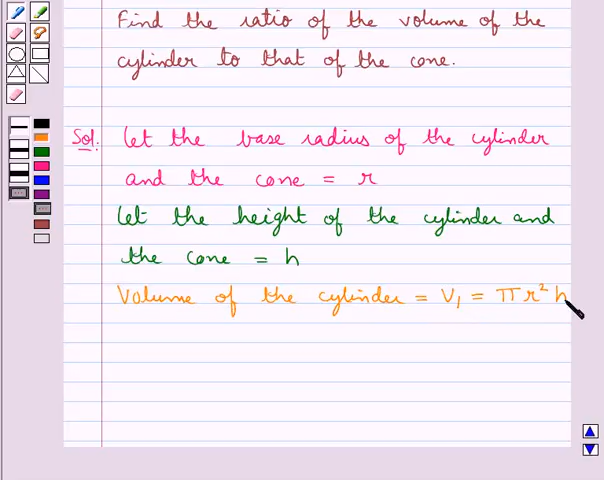 Find the ratio of the volume of the
cylinder to that of the cone.
Sol. Let the base radius of the cylinder
and the cone = r
Let the height of the cylinder and
the cone = h
Volume of the cylinder = V₁ = πr²h